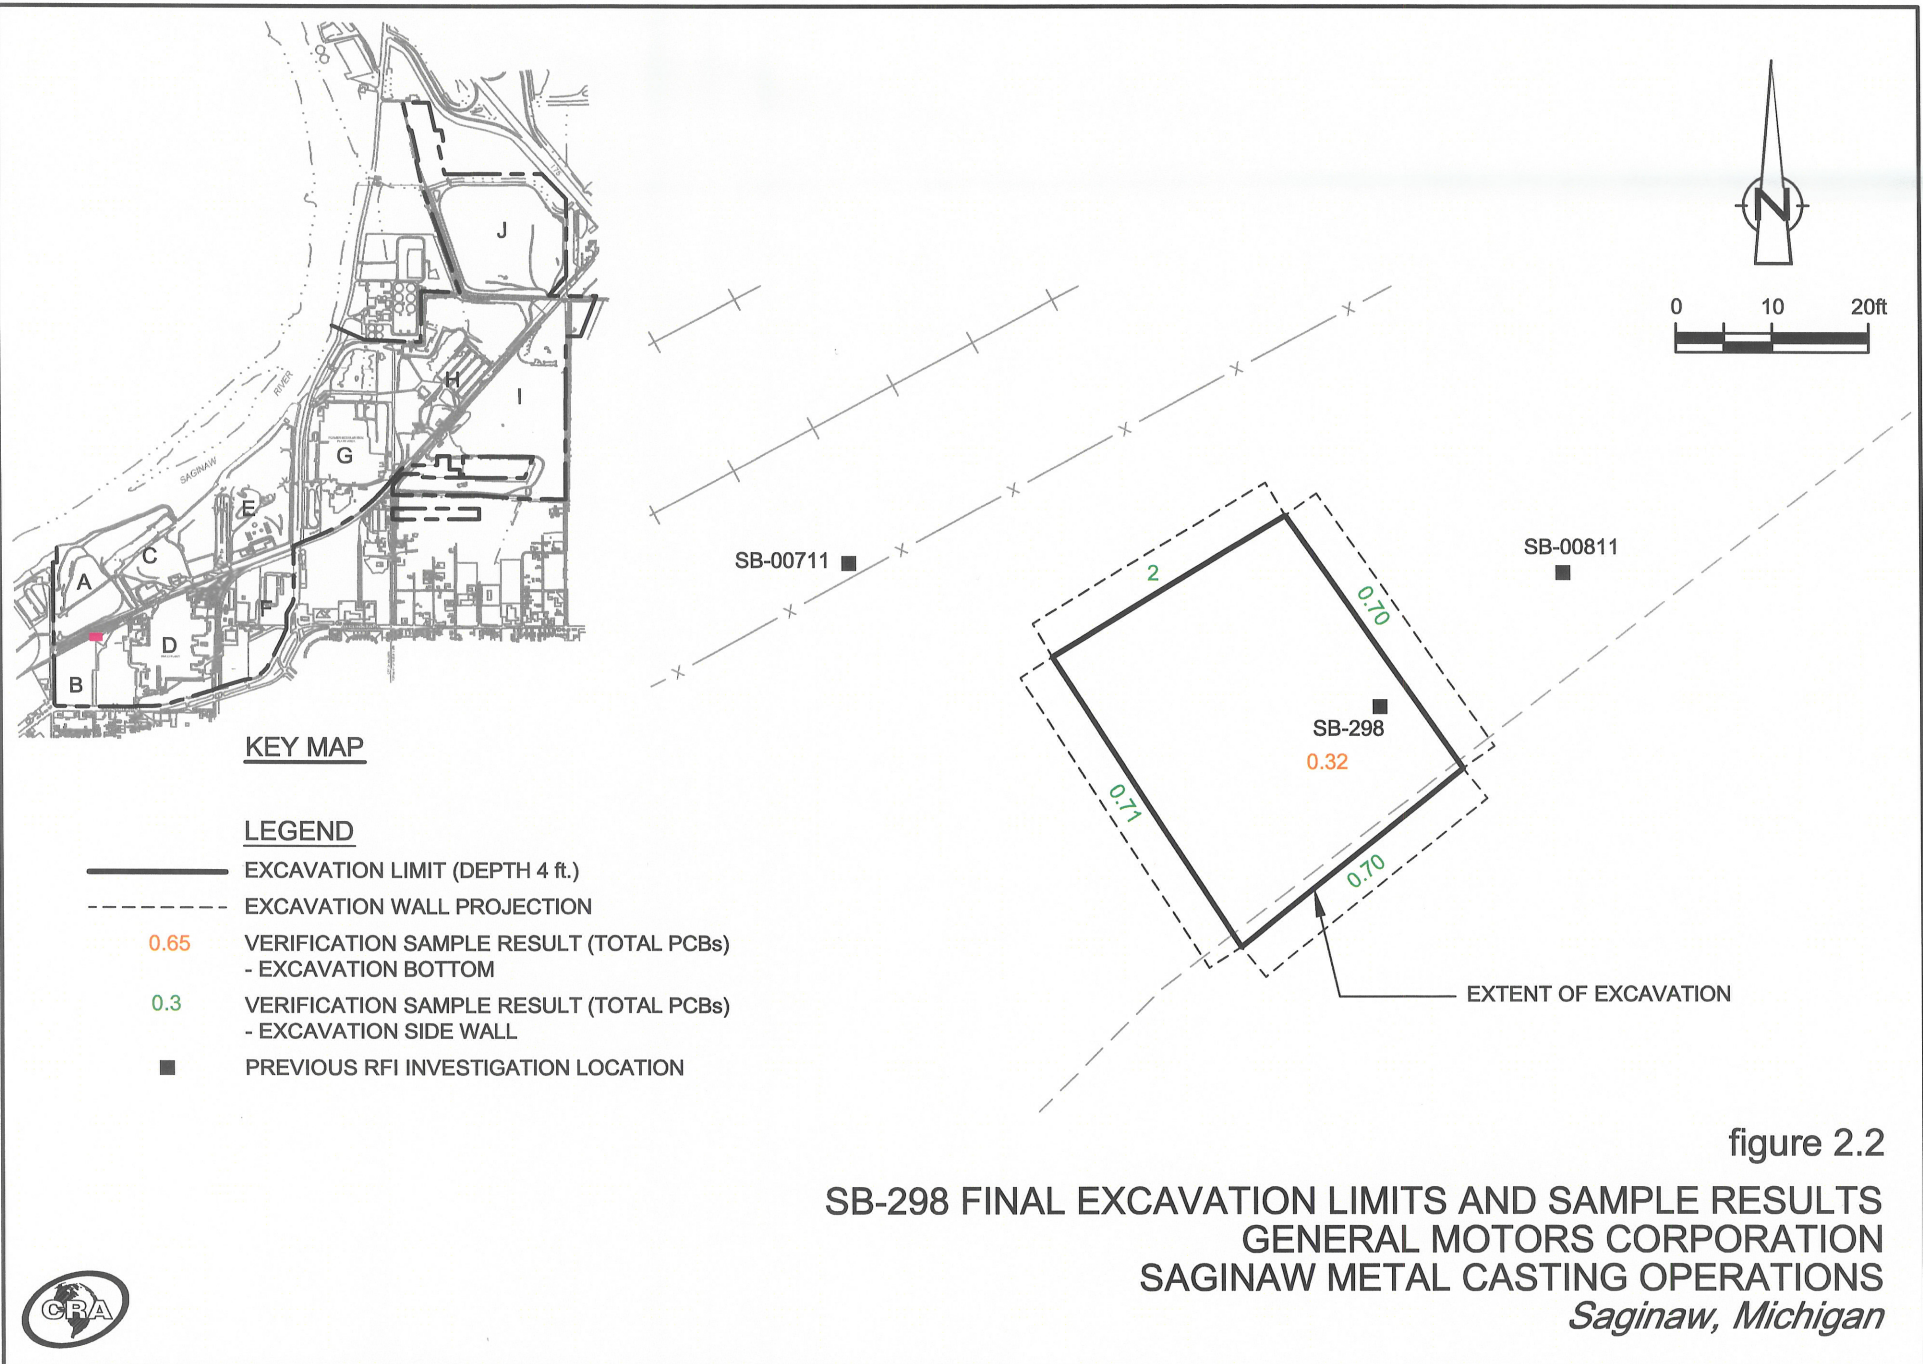 J
H
I
RIVER
SAGINAW
G
E
C
A
F
D
B
175
KEY MAP
LEGEND
EXCAVATION LIMIT (DEPTH 4 ft.)
EXCAVATION WALL PROJECTION
0.65 VERIFICATION SAMPLE RESULT (TOTAL PCBs)
- EXCAVATION BOTTOM
0.3 VERIFICATION SAMPLE RESULT (TOTAL PCBs)
- EXCAVATION SIDE WALL
PREVIOUS RFI INVESTIGATION LOCATION
N
0 10 20ft
SB-00711
SB-00811
2
0.70
SB-298
0.32
0.71
0.70
EXTENT OF EXCAVATION
figure 2.2
SB-298 FINAL EXCAVATION LIMITS AND SAMPLE RESULTS
GENERAL MOTORS CORPORATION
SAGINAW METAL CASTING OPERATIONS
Saginaw, Michigan
CRA